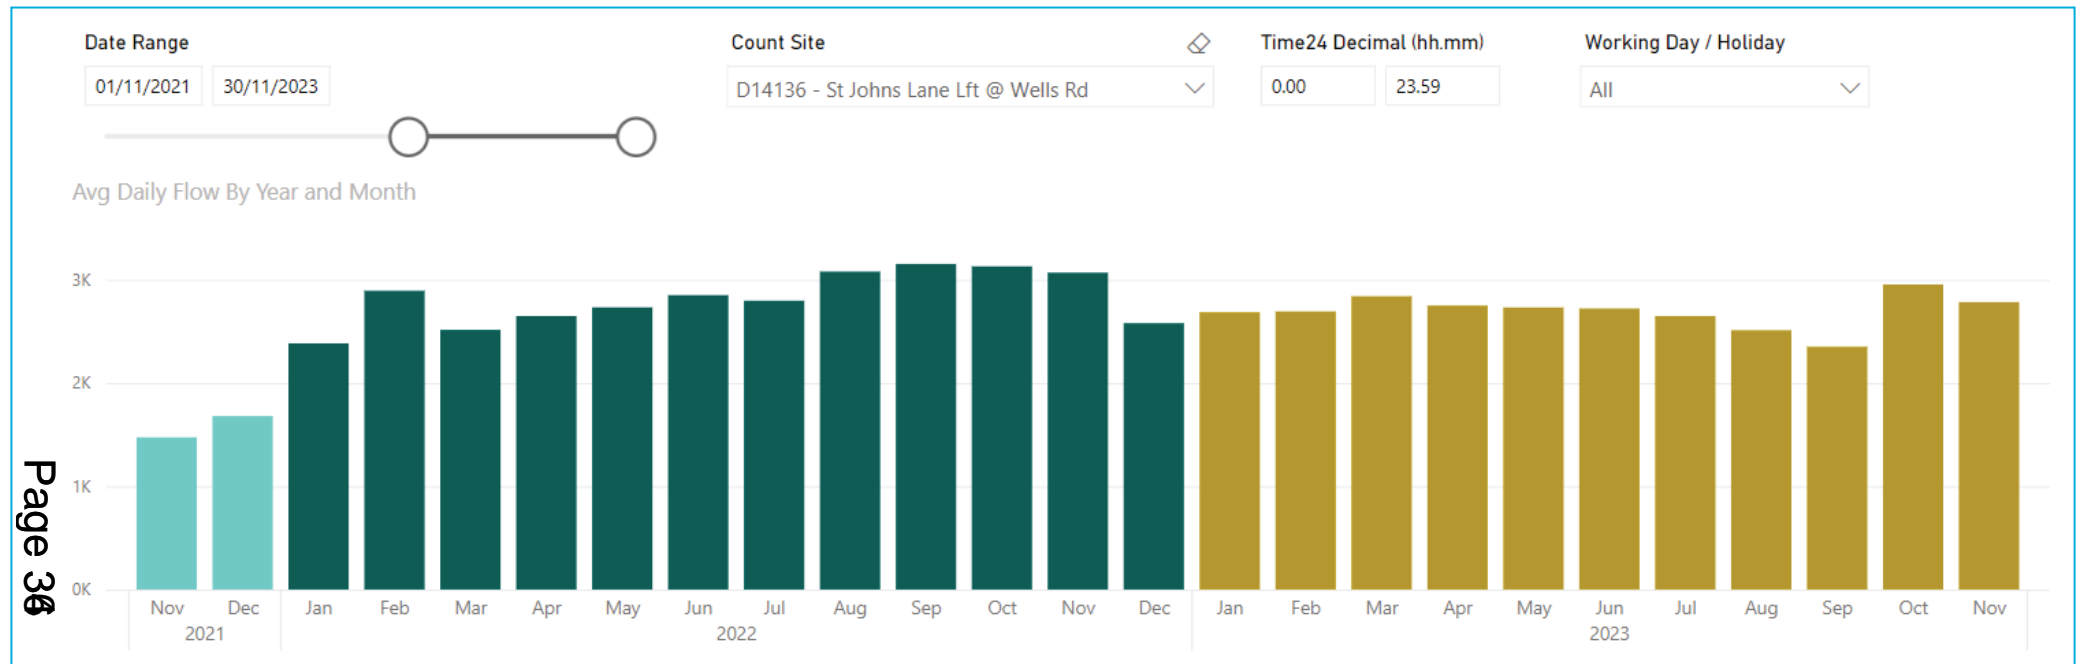 Date Range
01/11/2021 30/11/2023
Count Site
D14136 - St Johns Lane Lft @ Wells Rd
Time24 Decimal (hh.mm)
0.00 23.59
Working Day / Holiday
All
Avg Daily Flow By Year and Month
3K
2K
1K
0K
Nov Dec Jan Feb Mar Apr May Jun Jul Aug Sep Oct Nov Dec Jan Feb Mar Apr May Jun Jul Aug Sep Oct Nov
2021 2022 2023
Page